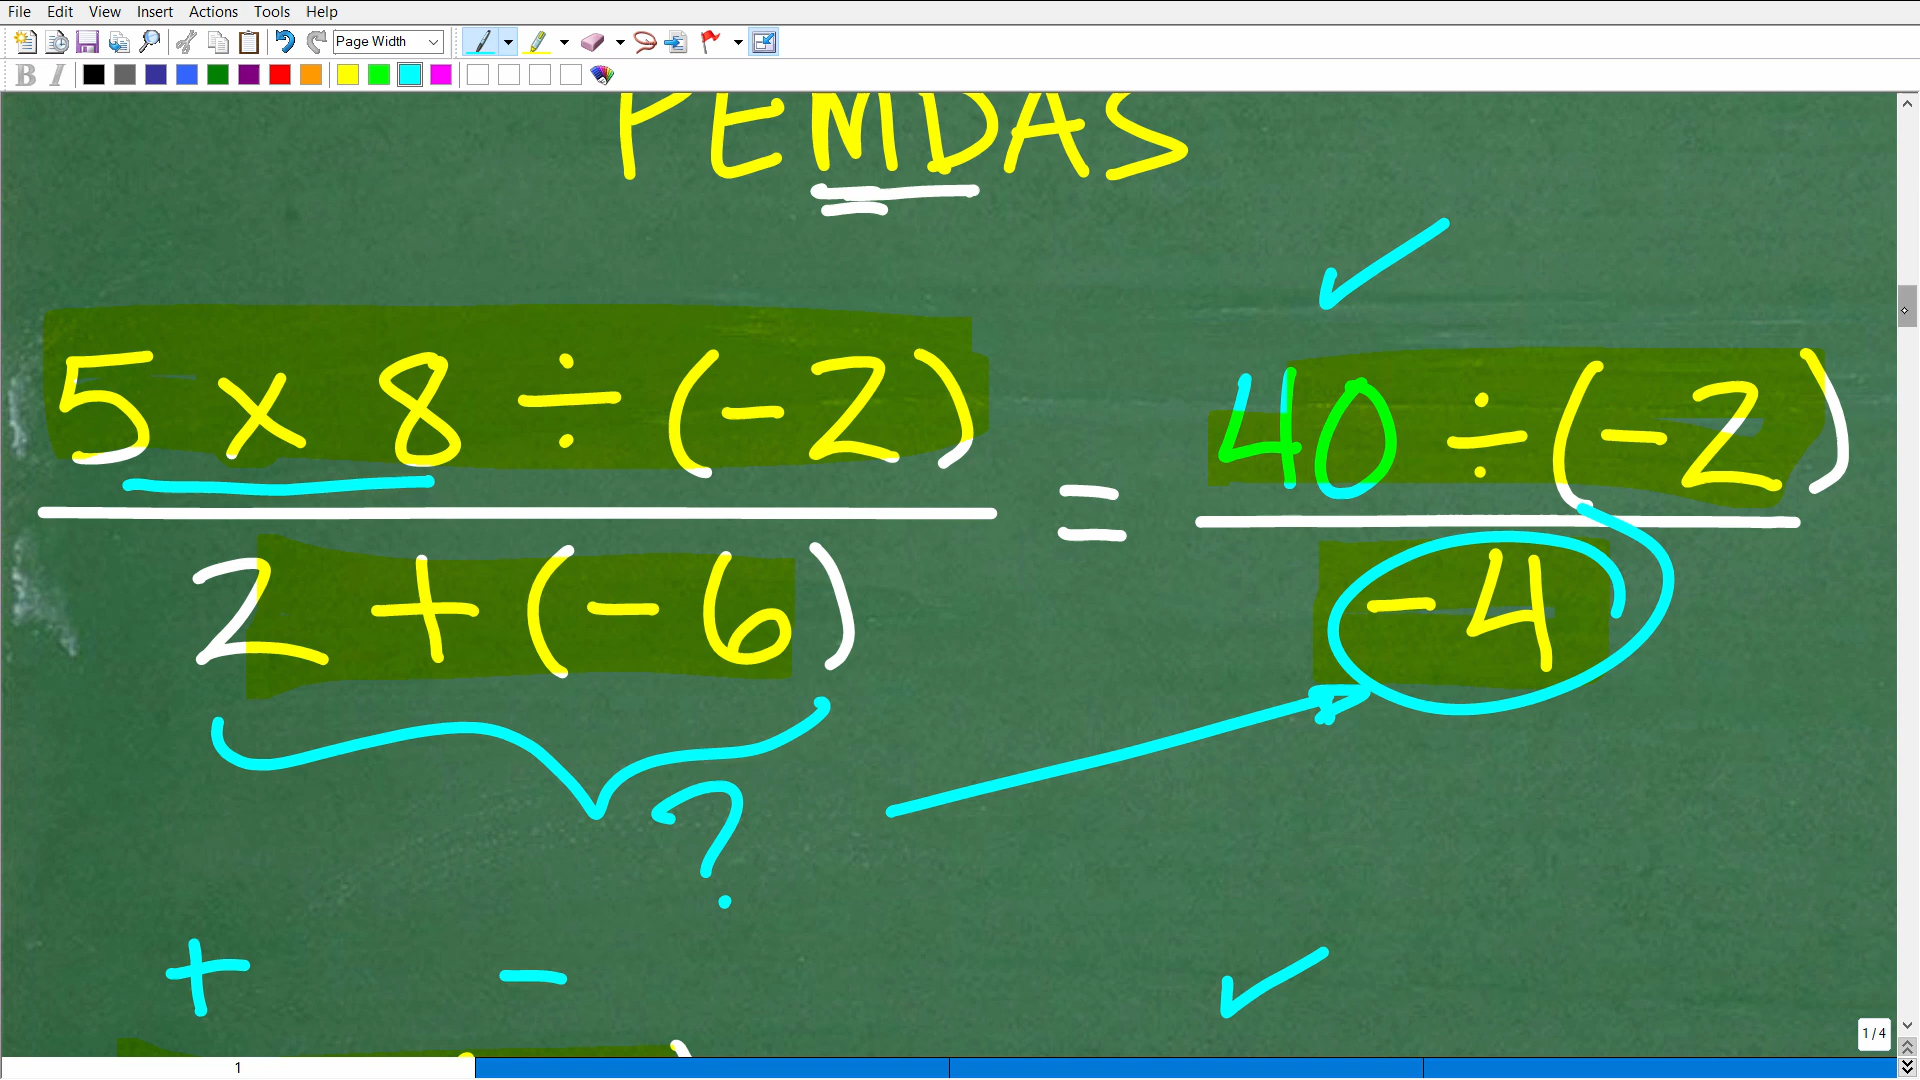 File Edit View Insert Actions Tools Help
Page Width
B I
PEMDAS
5 x 8 ÷ (-2)
2 + (-6)
=
40 ÷ (-2)
-4
?
+ -
1 / 4
1